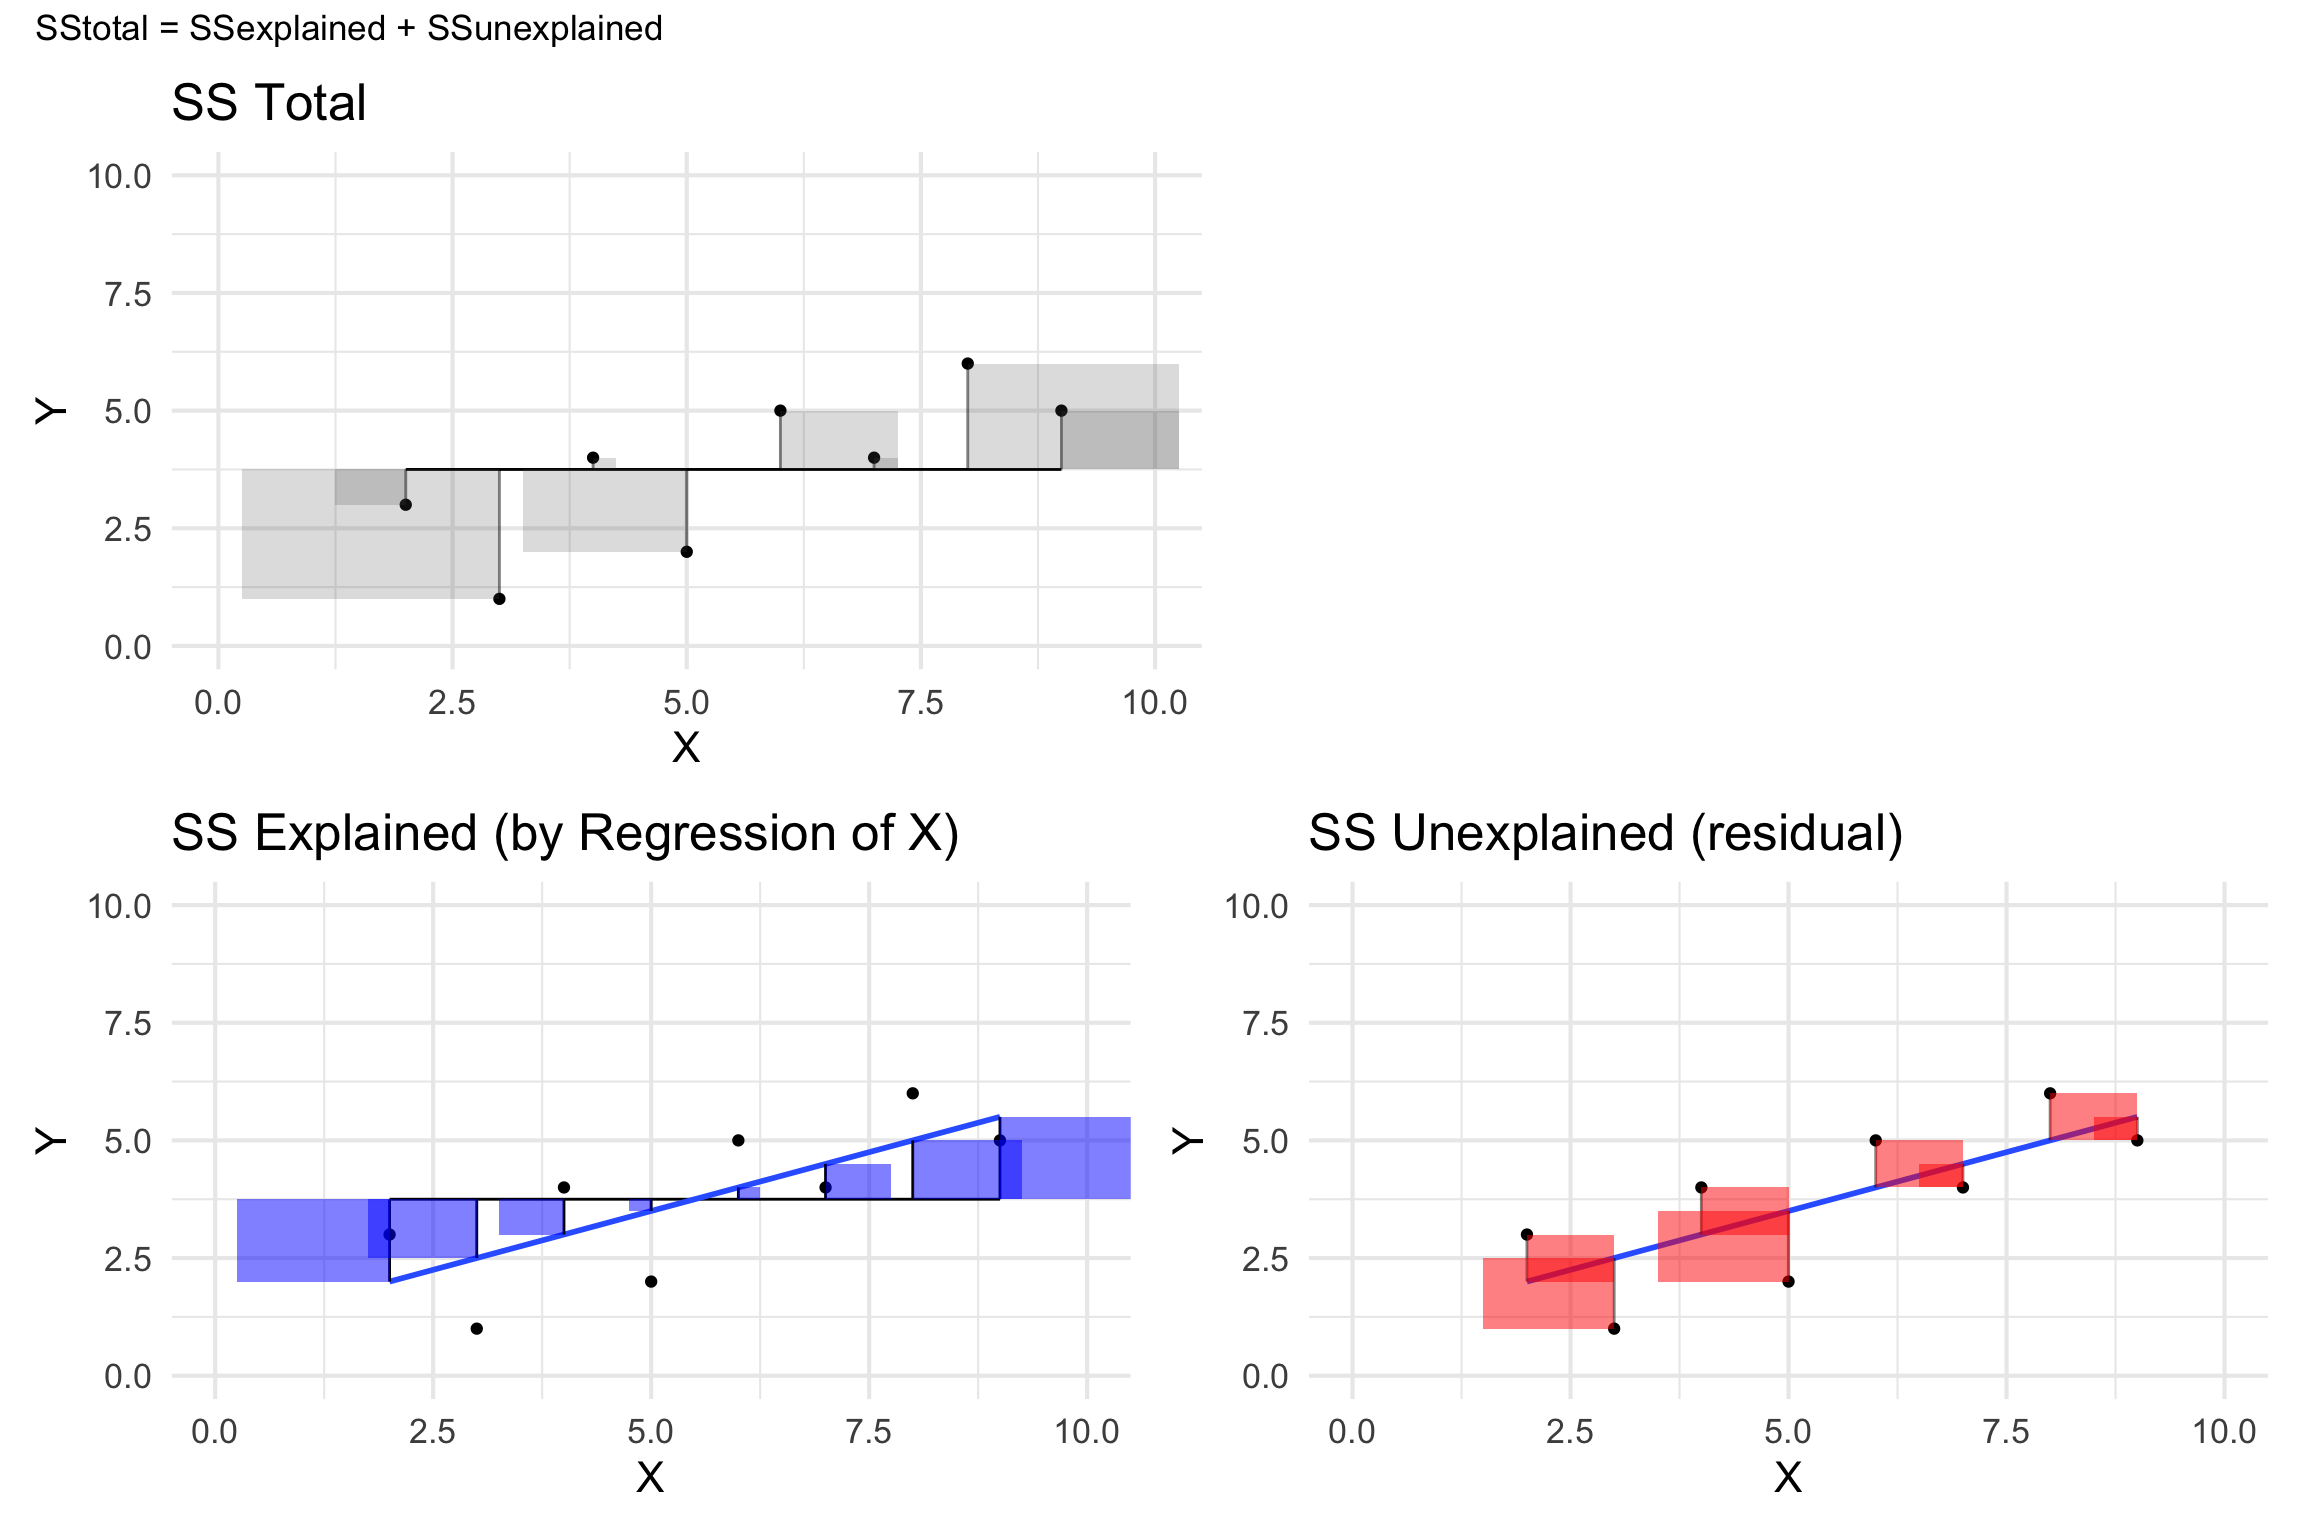 SStotal = SSexplained + SSunexplained
SS Total
10.0
7.5
5.0
2.5
0.0
Y
0.0 2.5 5.0 7.5 10.0
X
SS Explained (by Regression of X)
10.0
7.5
5.0
2.5
0.0
Y
0.0 2.5 5.0 7.5 10.0
X
SS Unexplained (residual)
10.0
7.5
5.0
2.5
0.0
Y
0.0 2.5 5.0 7.5 10.0
X